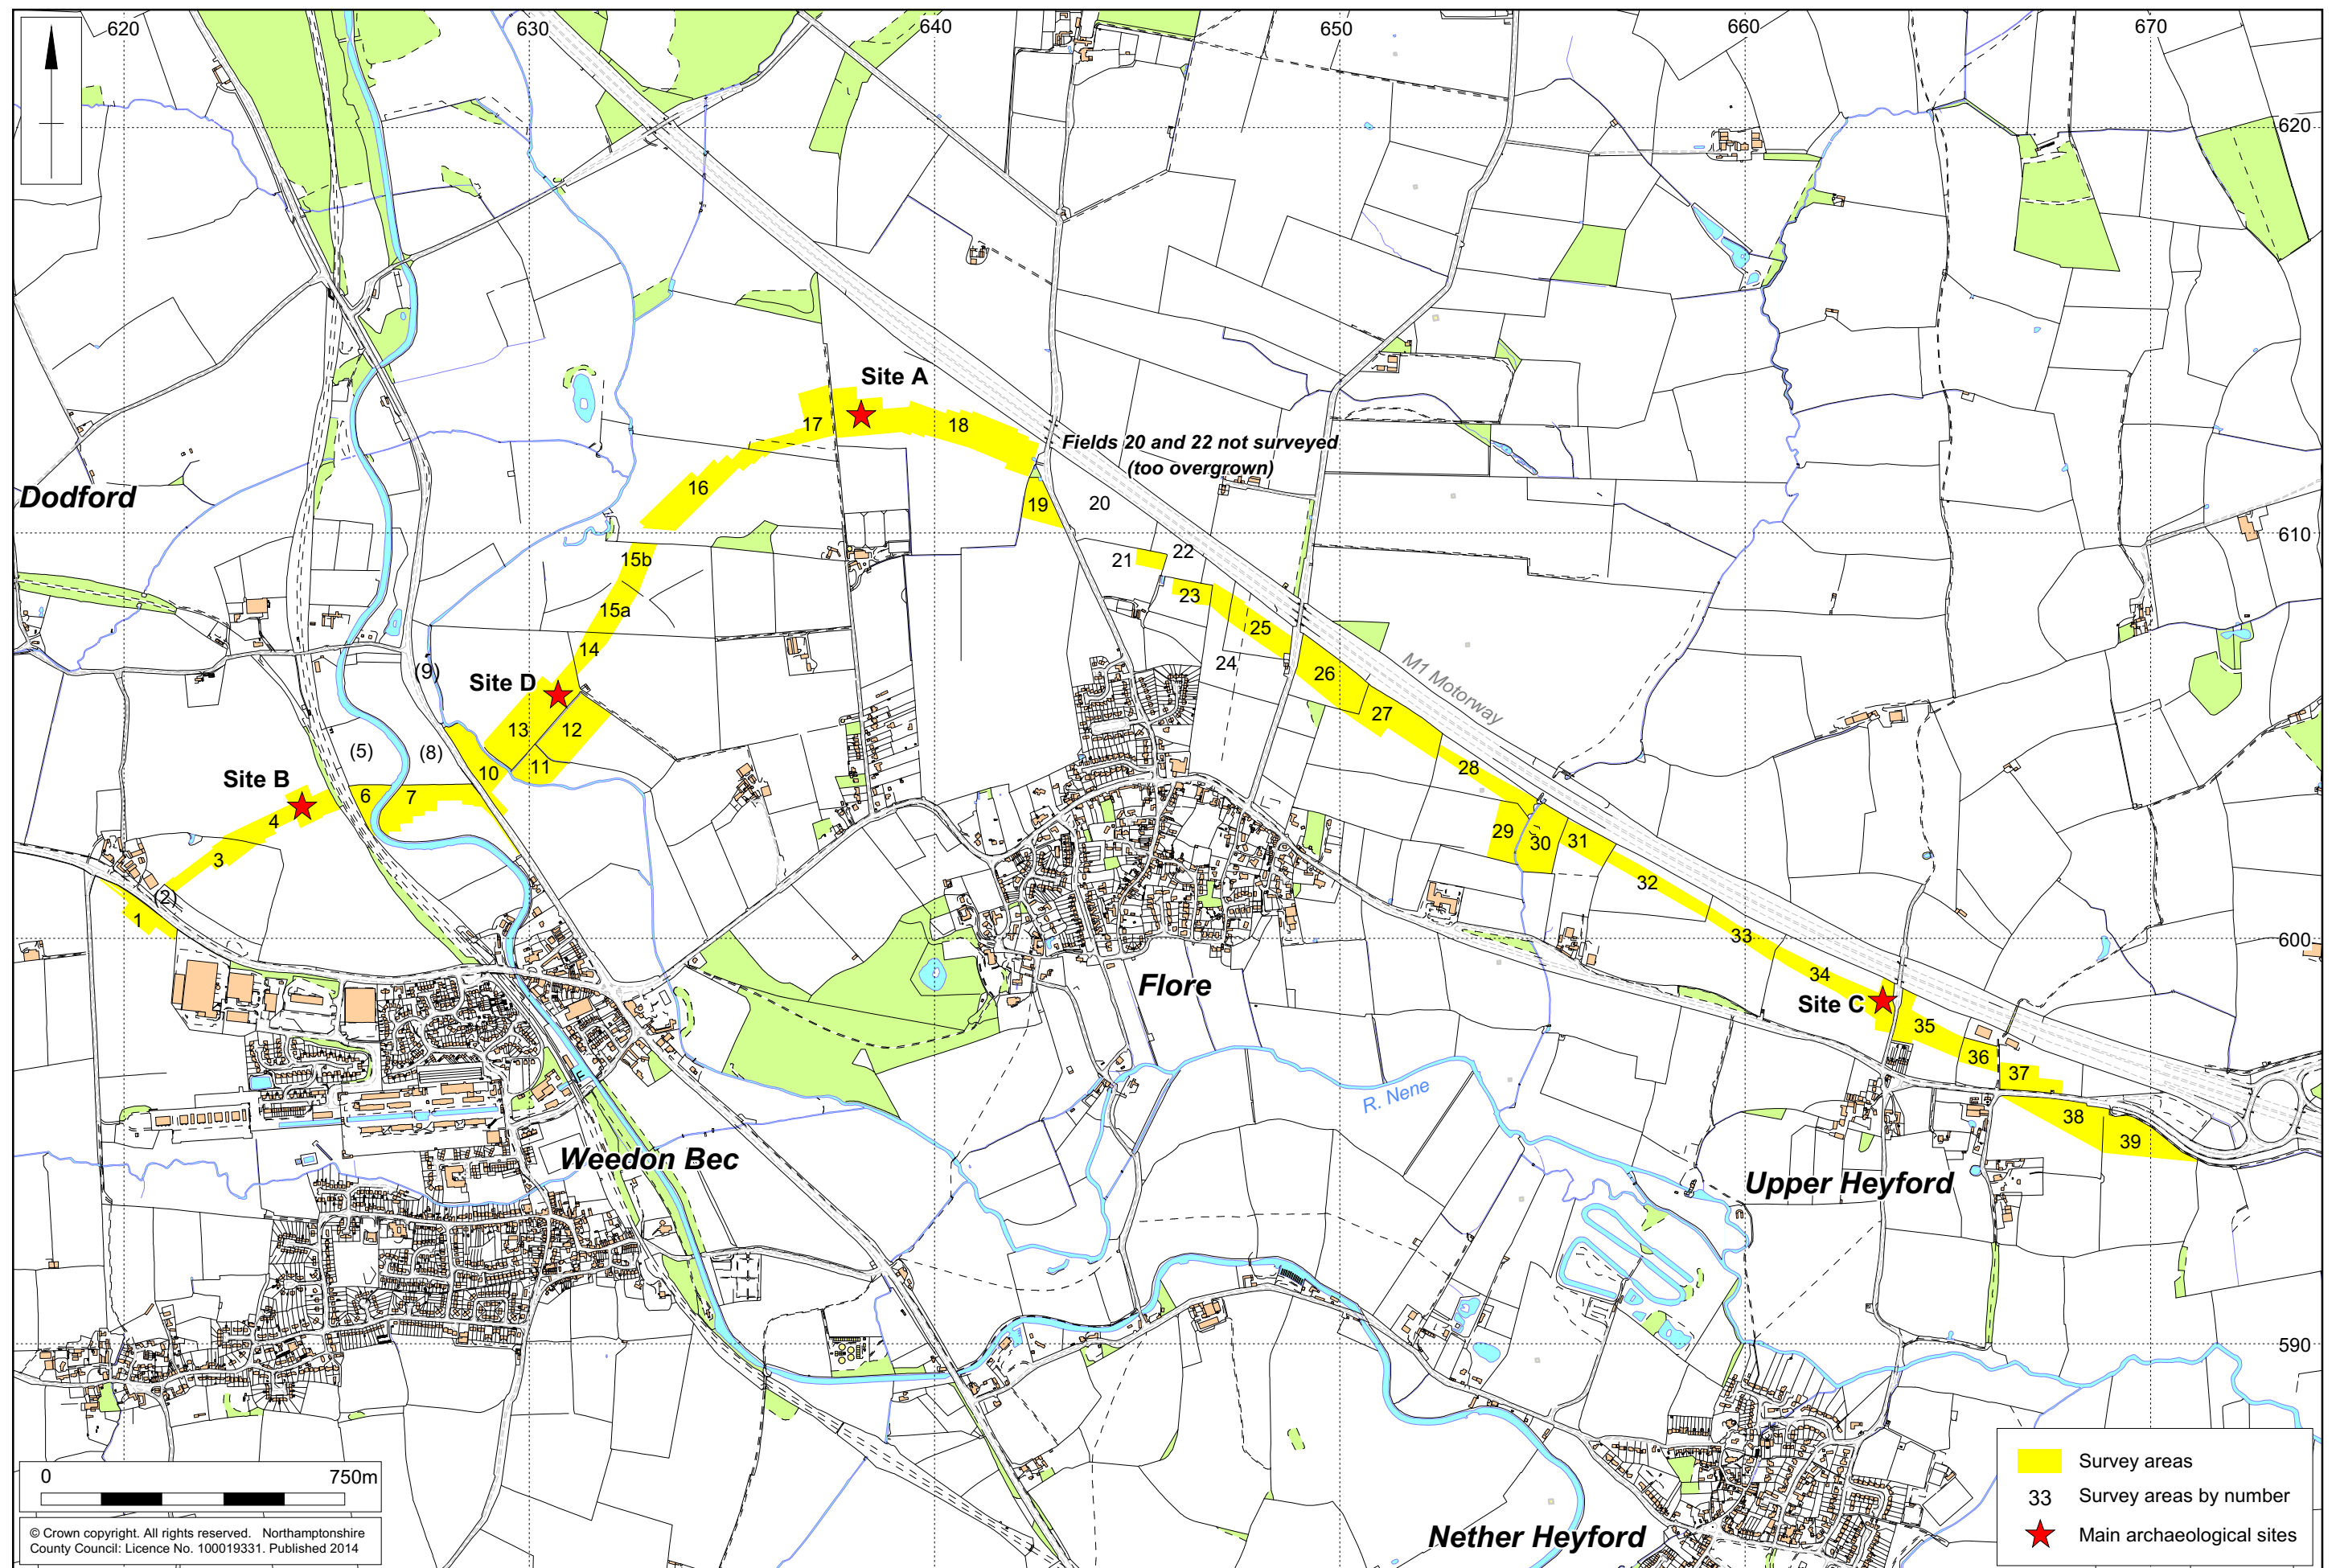 620
630
640
650
660
670
620
Site A
17
18
Fields 20 and 22 not surveyed
(too overgrown)
16
Dodford
19
20
610
15b
21
22
23
15a
25
14
24
(9)
Site D
26
M1 Motorway
13
12
27
(5)
(8)
10
11
28
Site B
6
7
4
29
30
31
3
32
(2)
1
33
600
34
Flore
Site C
35
36
37
R. Nene
38
39
Weedon Bec
Upper Heyford
590
0
750m
Survey areas
33
Survey areas by number
Main archaeological sites
Nether Heyford
© Crown copyright. All rights reserved. Northamptonshire
County Council: Licence No. 100019331. Published 2014